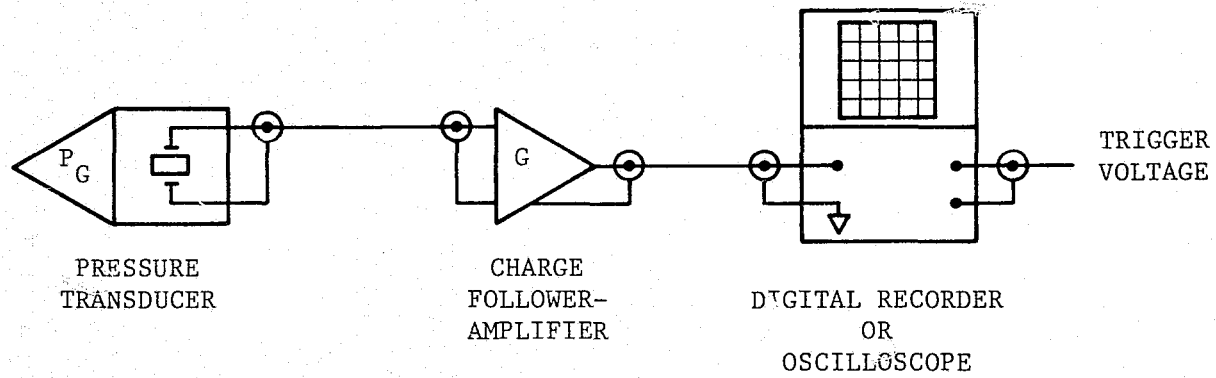 P
G
G
TRIGGER
VOLTAGE
PRESSURE
TRANSDUCER
CHARGE
FOLLOWER-
AMPLIFIER
DIGITAL RECORDER
OR
OSCILLOSCOPE